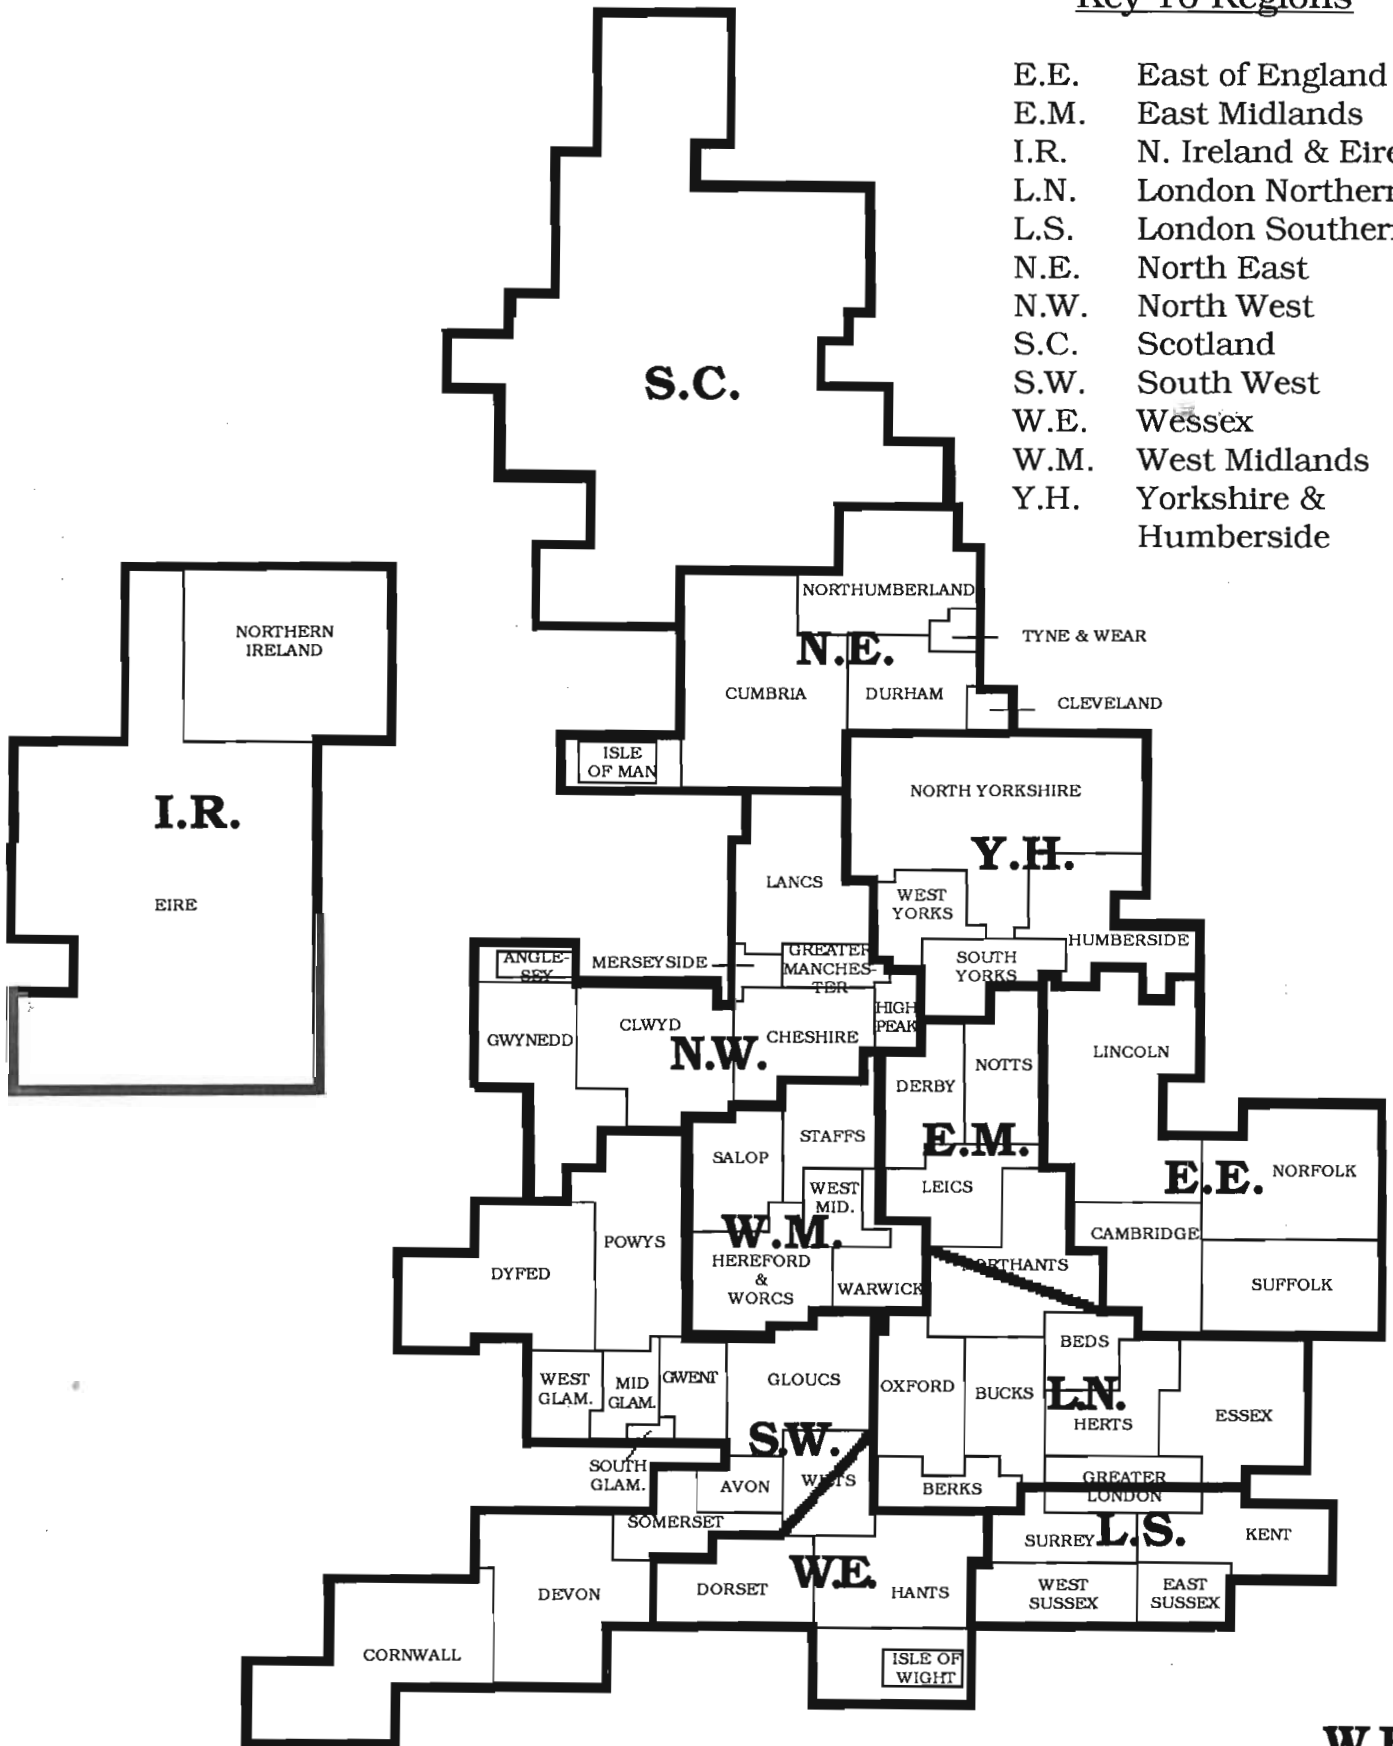 Key To Regions
E.E. East of England
E.M. East Midlands
I.R. N. Ireland & Eire
L.N. London Northern
L.S. London Southern
N.E. North East
N.W. North West
S.C. Scotland
S.W. South West
W.E. Wessex
W.M. West Midlands
Y.H. Yorkshire &
Humberside
S.C.
NORTHUMBERLAND
NORTHERN
IRELAND
TYNE & WEAR
N.E.
CUMBRIA
DURHAM
CLEVELAND
ISLE
OF MAN
NORTH YORKSHIRE
I.R.
Y.H.
LANCS
WEST
YORKS
EIRE
HUMBERSIDE
ANGLE-
SEY
MERSEYSIDE
GREATER
MANCHES-
TER
SOUTH
YORKS
HIGH
PEAK
CLWYD
GWYNEDD
CHESHIRE
N.W.
LINCOLN
NOTTS
DERBY
STAFFS
E.M.
SALOP
NORFOLK
E.E.
WEST
MID.
LEICS
POWYS
W.M.
CAMBRIDGE
HEREFORD
&
WORCS
NORTHANTS
DYFED
WARWICK
SUFFOLK
BEDS
WEST
GLAM.
MID
GLAM.
GWENT
GLOUCS
OXFORD
BUCKS
L.N.
HERTS
ESSEX
S.W.
SOUTH
GLAM.
AVON
WILTS
BERKS
GREATER
LONDON
SOMERSET
SURREY
L.S.
KENT
DEVON
DORSET
W.E.
HANTS
WEST
SUSSEX
EAST
SUSSEX
CORNWALL
ISLE OF
WIGHT